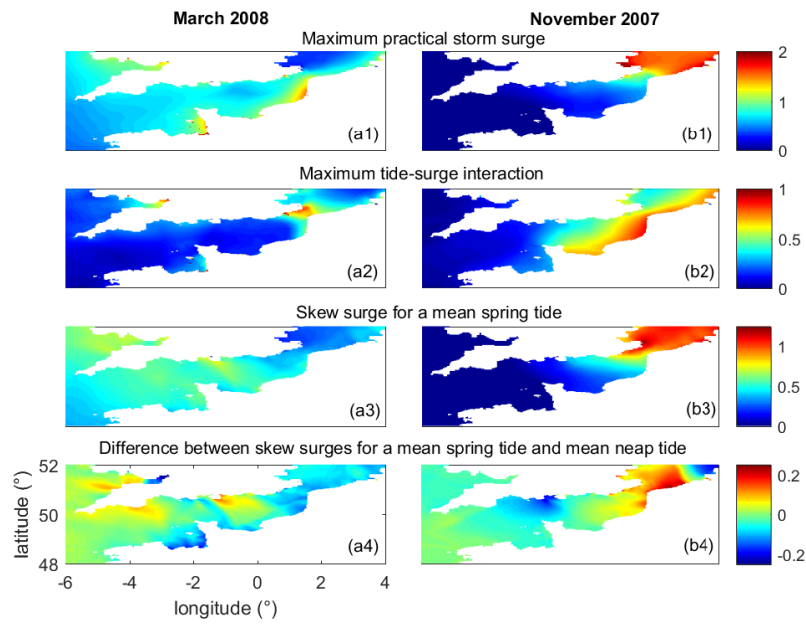 March 2008 November 2007
Maximum practical storm surge
(a1) (b1)
2
1
0
Maximum tide-surge interaction
(a2) (b2)
1
0.5
0
Skew surge for a mean spring tide
(a3) (b3)
1
0.5
0
Difference between skew surges for a mean spring tide and mean neap tide
52
50
48
latitude (°)
(a4) (b4)
0.2
0
-0.2
-6 -4 -2 0 2 4
longitude (°)